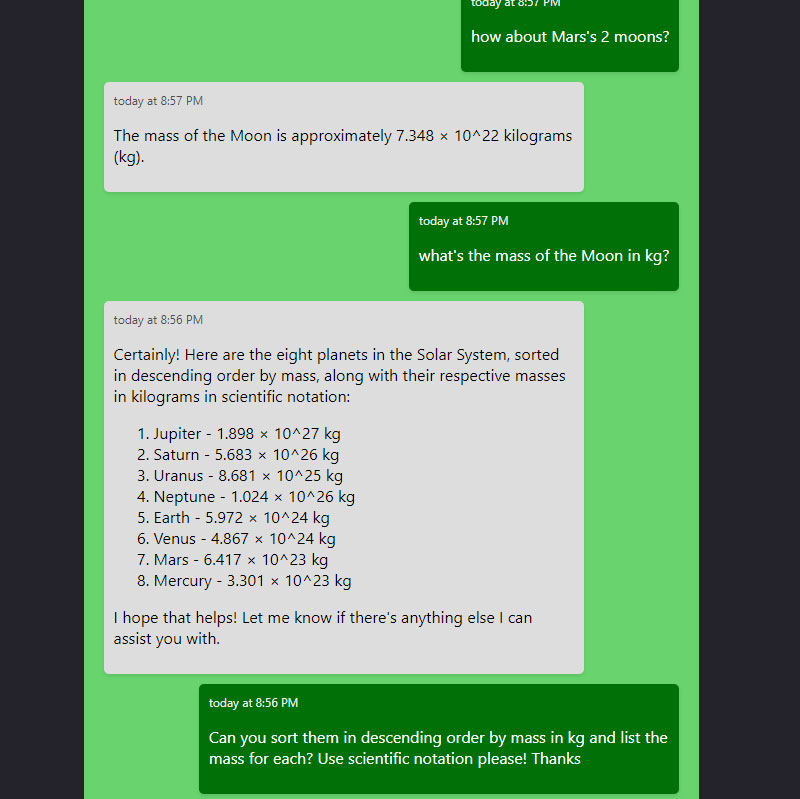 today at 8:57 PM
how about Mars's 2 moons?
today at 8:57 PM
The mass of the Moon is approximately 7.348 × 10^22 kilograms
(kg).
today at 8:57 PM
what's the mass of the Moon in kg?
today at 8:56 PM
Certainly! Here are the eight planets in the Solar System, sorted
in descending order by mass, along with their respective masses
in kilograms in scientific notation:
1. Jupiter - 1.898 × 10^27 kg
2. Saturn - 5.683 × 10^26 kg
3. Uranus - 8.681 × 10^25 kg
4. Neptune - 1.024 × 10^26 kg
5. Earth - 5.972 × 10^24 kg
6. Venus - 4.867 × 10^24 kg
7. Mars - 6.417 × 10^23 kg
8. Mercury - 3.301 × 10^23 kg
I hope that helps! Let me know if there's anything else I can
assist you with.
today at 8:56 PM
Can you sort them in descending order by mass in kg and list the
mass for each? Use scientific notation please! Thanks